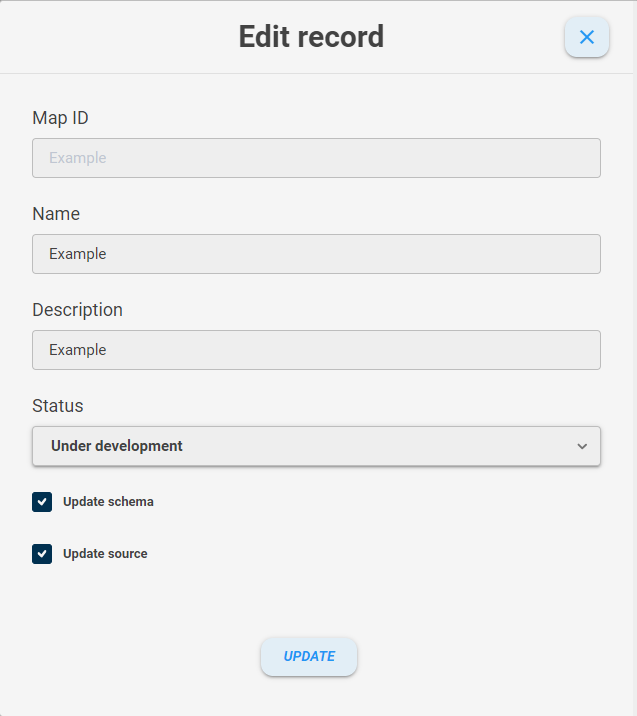 Edit record
Map ID
Example
Name
Example
Description
Example
Status
Under development
Update schema
Update source
UPDATE